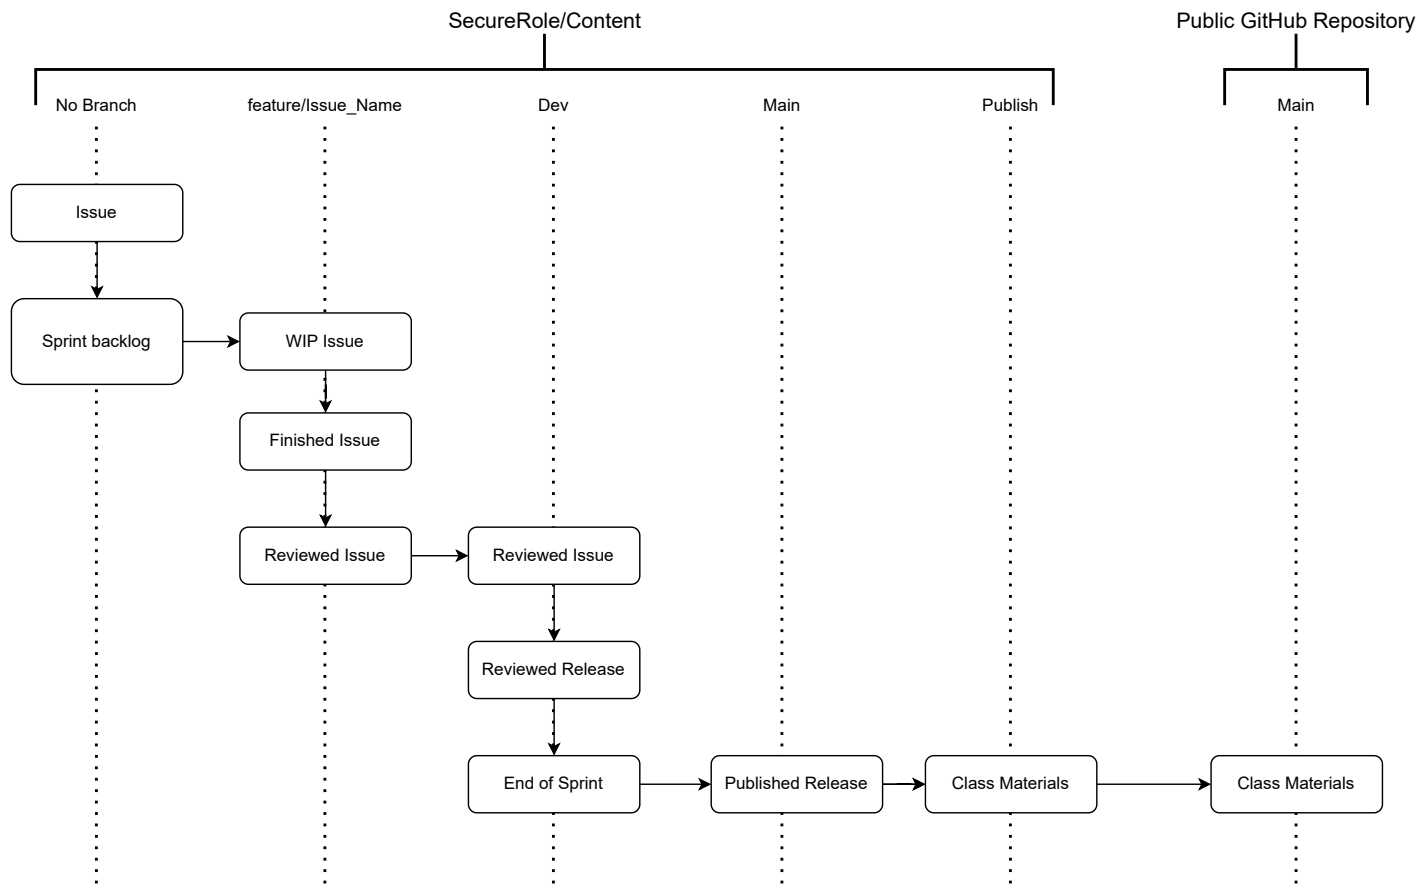 SecureRole/Content
Public GitHub Repository
No Branch
feature/Issue_Name
Dev
Main
Publish
Main
Issue
Sprint backlog
WIP Issue
Finished Issue
Reviewed Issue
Reviewed Issue
Reviewed Release
End of Sprint
Published Release
Class Materials
Class Materials